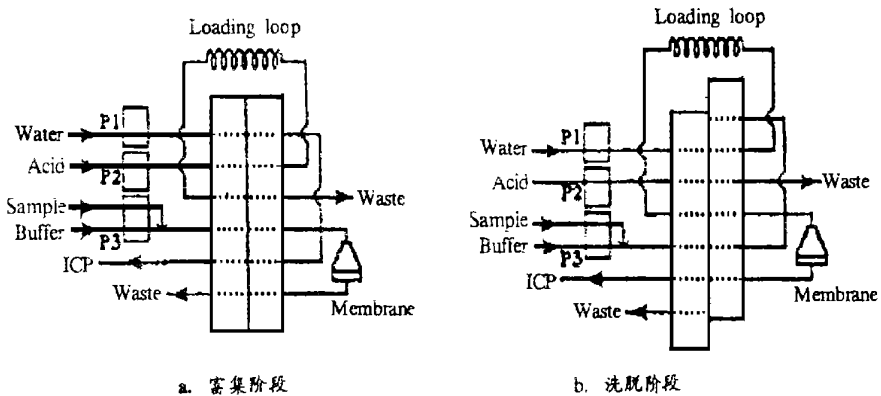 Loading loop
Water
P1
Acid
P2
Waste
Sample
Buffer
P3
ICP
Waste
Membrane
a. 富集阶段
Loading loop
P1
Water
Acid
P2
Waste
Sample
Buffer
P3
ICP
Membrane
Waste
b. 洗脱阶段